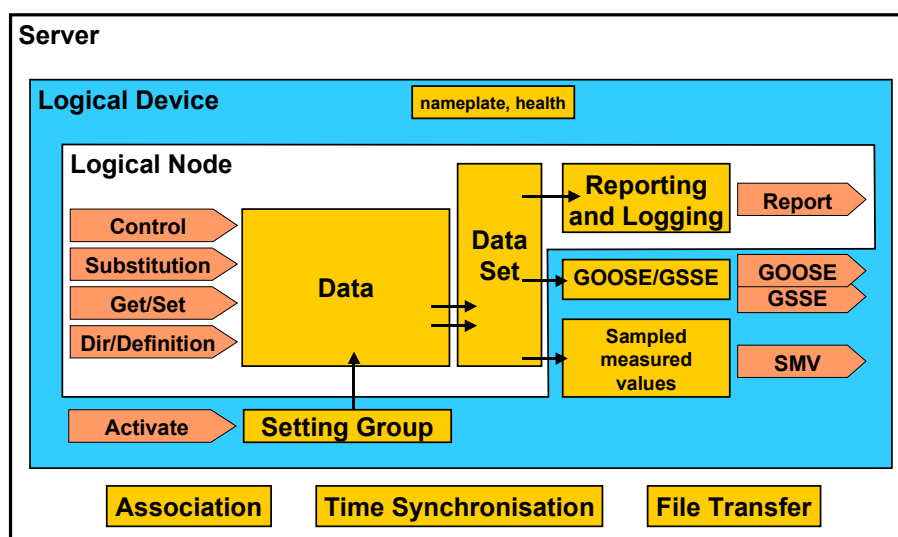 Server
Logical Device
nameplate, health
Logical Node
Control
Substitution
Get/Set
Dir/Definition
Data
Data
Set
Reporting
and Logging
Report
GOOSE/GSSE
GOOSE
GSSE
Sampled
measured
values
SMV
Activate
Setting Group
Association
Time Synchronisation
File Transfer